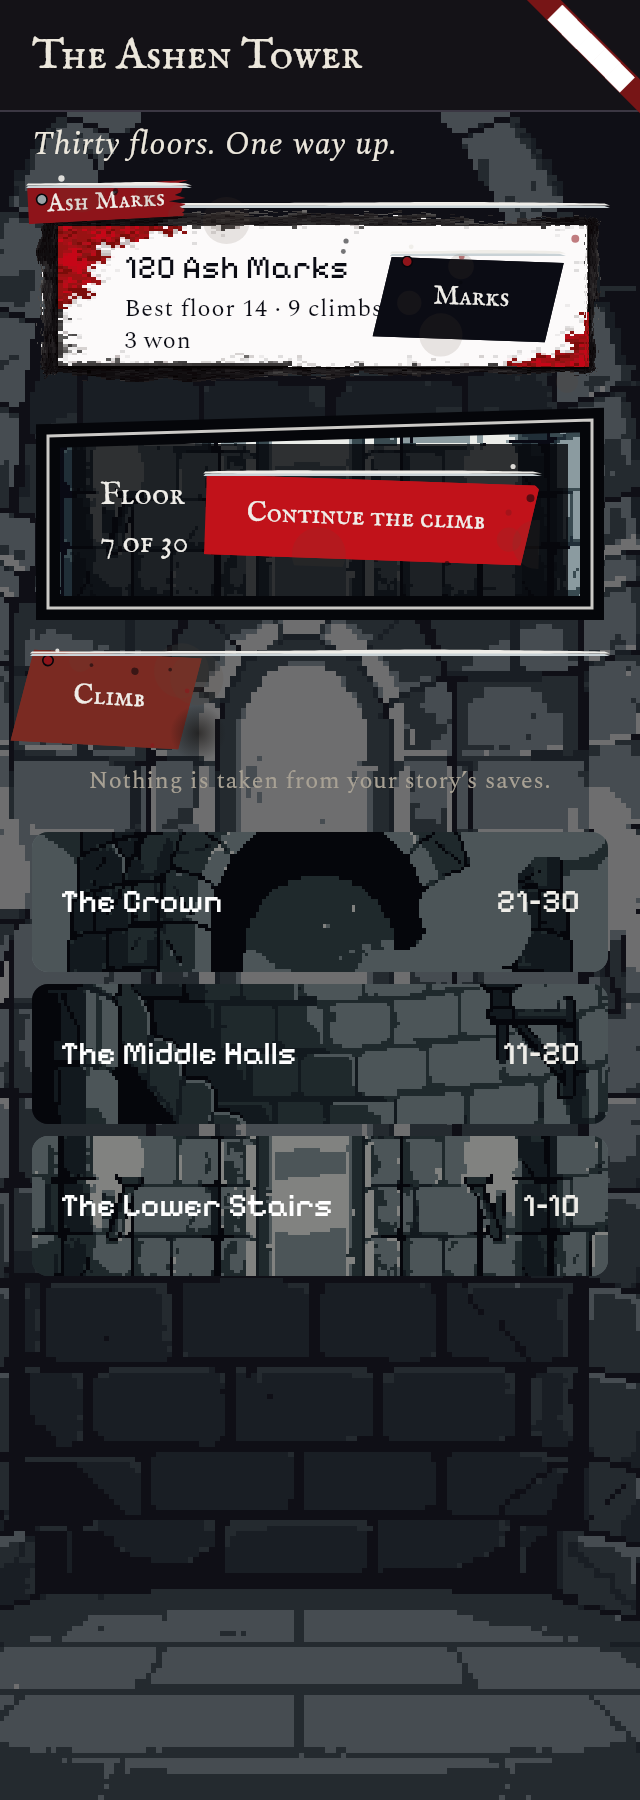 The Ashen Tower
Thirty floors. One way up.
Ash Marks
120 Ash Marks
Best floor 14 · 9 climbs
3 won
Marks
Floor
7 of 30
Continue the climb
Climb
Nothing is taken from your story's saves.
The Crown 21-30
The Middle Halls 11-20
The Lower Stairs 1-10